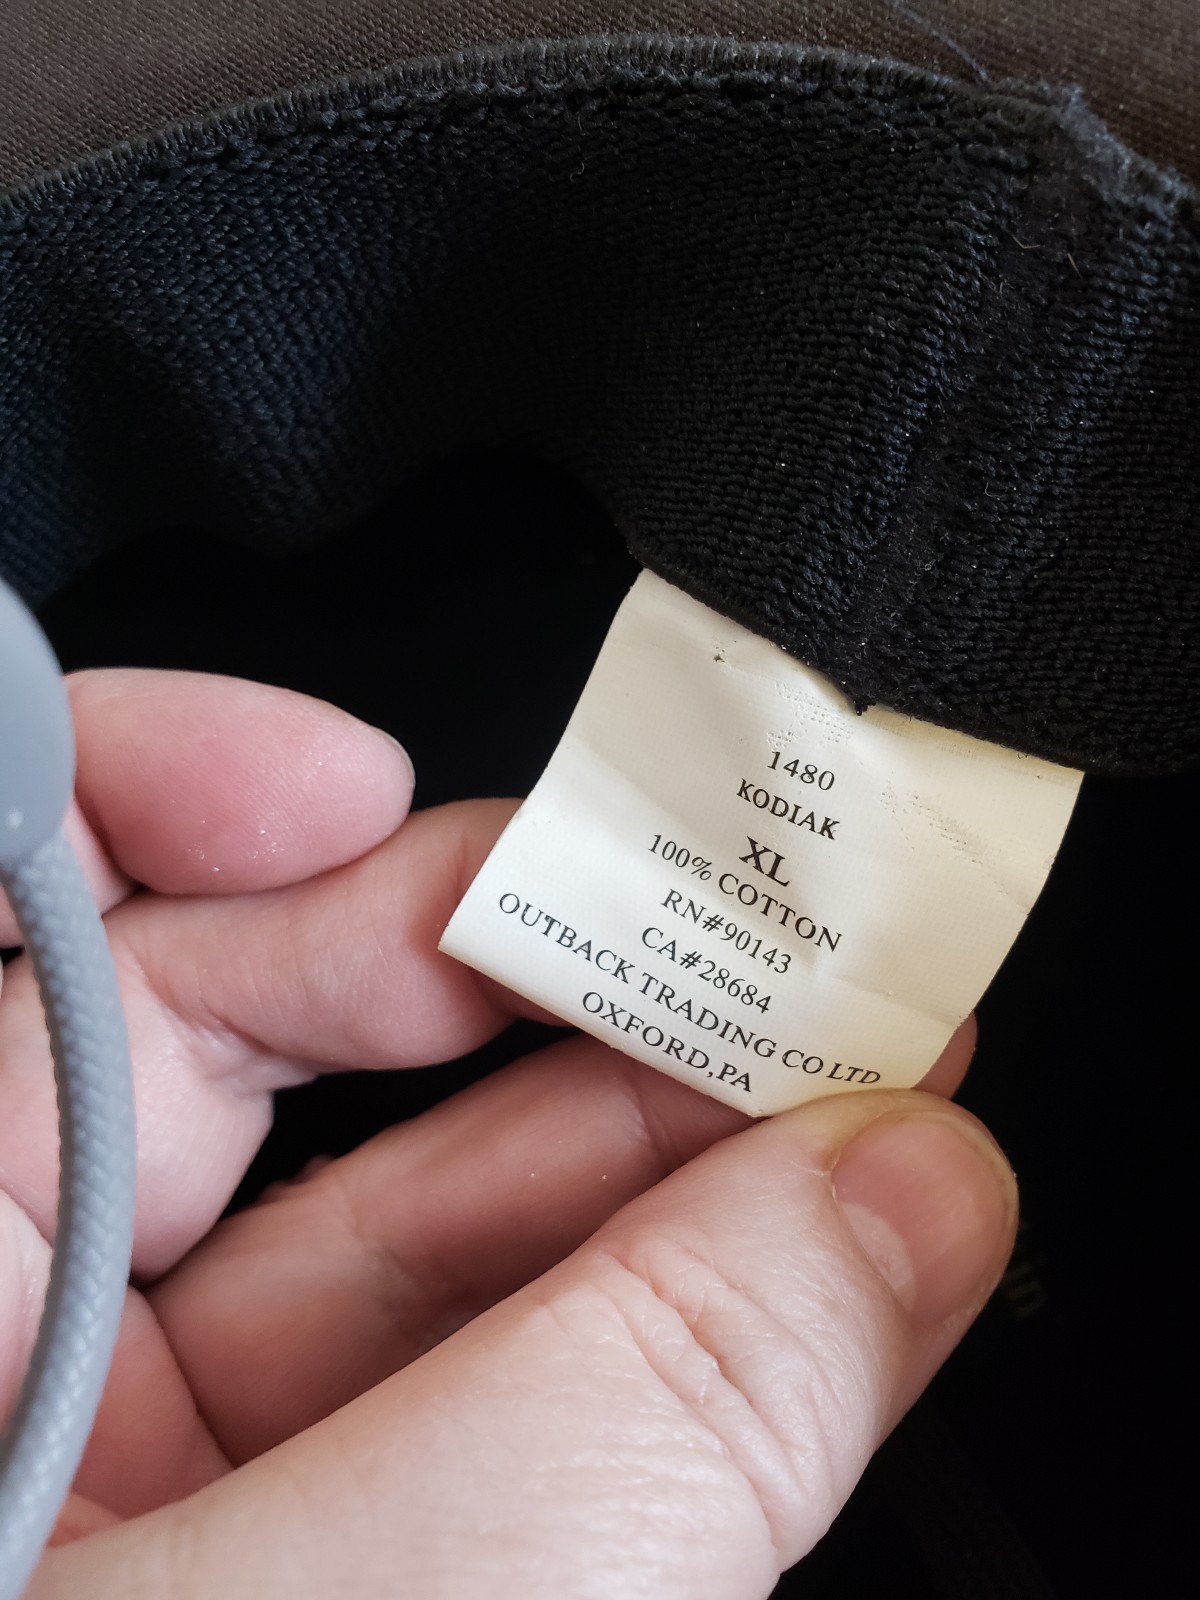 1480
KODIAK
XL
100% COTTON
RN#90143
CA#28684
OUTBACK TRADING CO LTD
OXFORD,PA